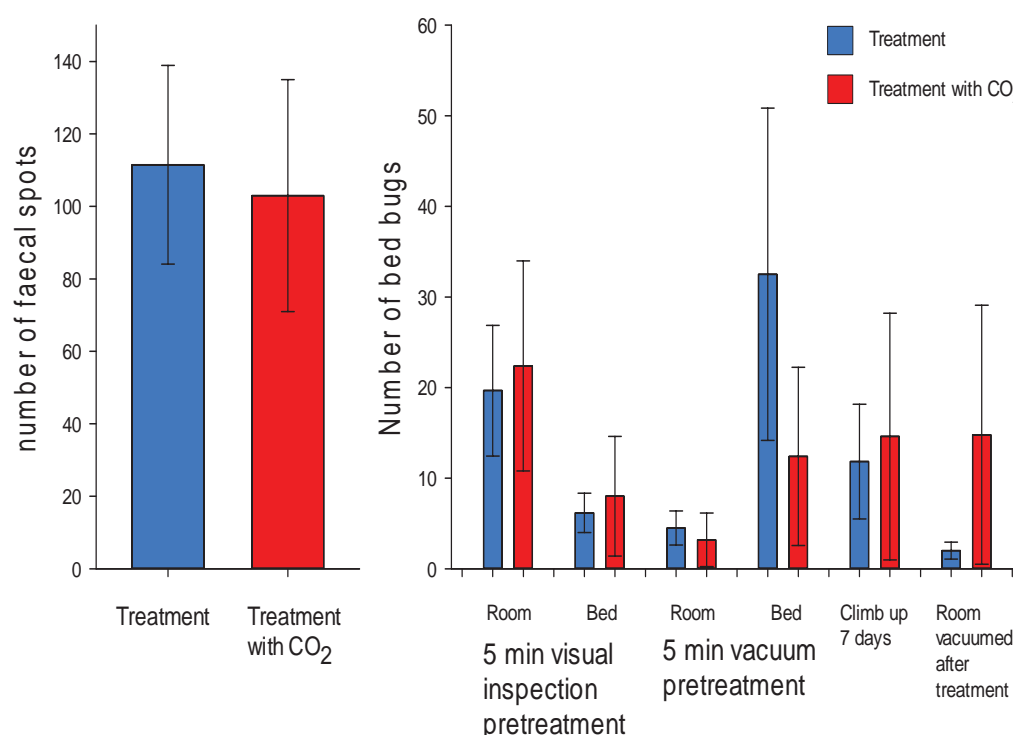 number of faecal spots
140
120
100
80
60
40
20
0
Treatment
Treatment
with CO2
Number of bed bugs
60
50
40
30
20
10
0
Treatment
Treatment with CO
Room
Bed
Room
Bed
Climb up
7 days
Room
vacuumed
after
treatment
5 min visual
inspection
pretreatment
5 min vacuum
pretreatment